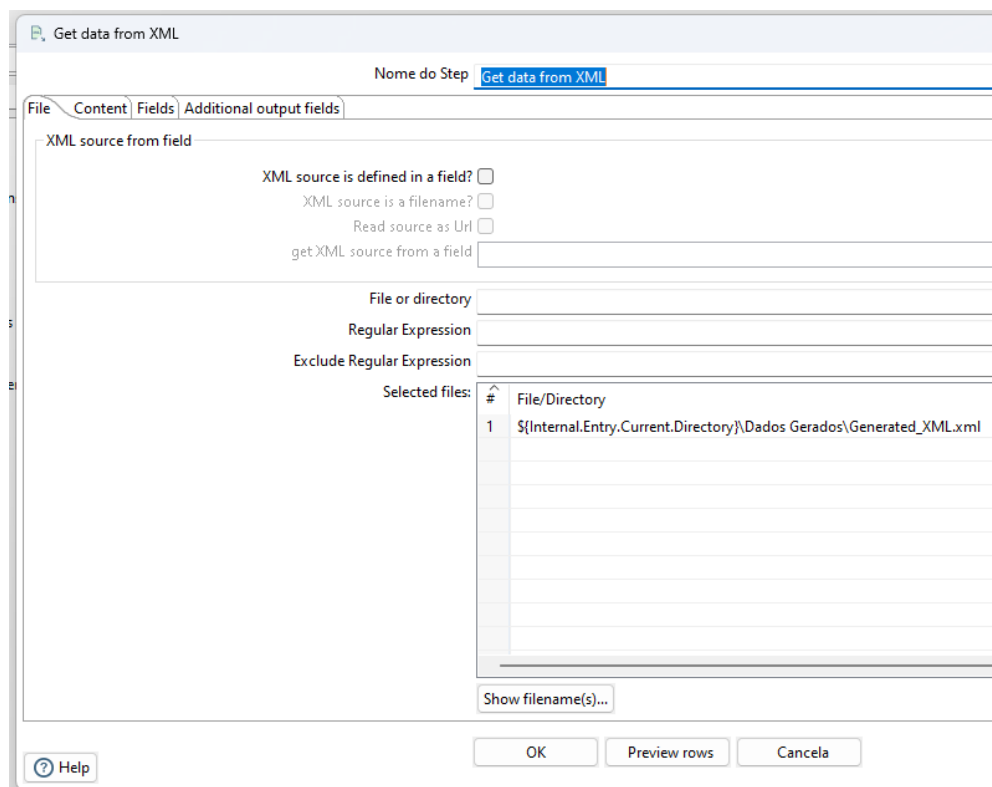 Get data from XML
Nome do Step Get data from XML
File Content Fields Additional output fields
XML source from field
XML source is defined in a field?
XML source is a filename?
Read source as Url
get XML source from a field
File or directory
Regular Expression
Exclude Regular Expression
Selected files: # File/Directory
1 ${Internal.Entry.Current.Directory}\Dados Gerados\Generated_XML.xml
Show filename(s)...
OK Preview rows Cancela
Help